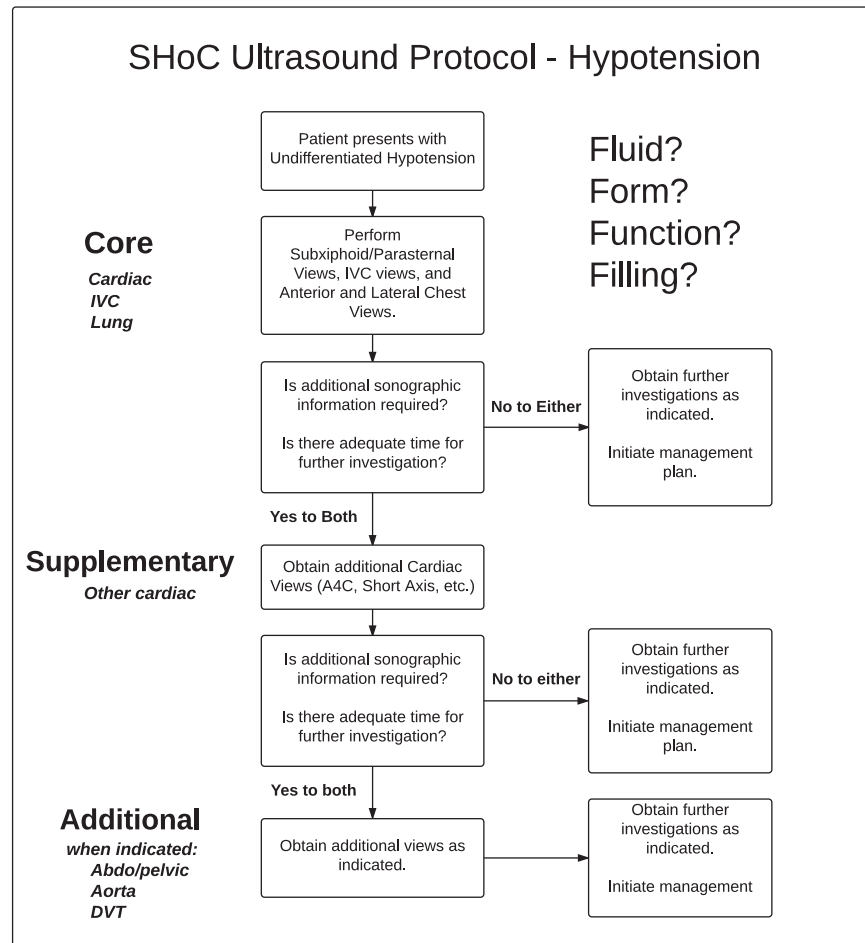 SHoC Ultrasound Protocol - Hypotension
Patient presents with
Undifferentiated Hypotension
Fluid?
Form?
Function?
Filling?
Core
Cardiac
IVC
Lung
Perform
Subxiphoid/Parasternal
Views, IVC views, and
Anterior and Lateral Chest
Views.
Is additional sonographic
information required?
Is there adequate time for
further investigation?
No to Either
Obtain further
investigations as
indicated.
Initiate management
plan.
Yes to Both
Supplementary
Other cardiac
Obtain additional Cardiac
Views (A4C, Short Axis, etc.)
Is additional sonographic
information required?
Is there adequate time for
further investigation?
No to either
Obtain further
investigations as
indicated.
Initiate management
plan.
Yes to both
Additional
when indicated:
Abdo/pelvic
Aorta
DVT
Obtain additional views as
indicated.
Obtain further
investigations as
indicated.
Initiate management